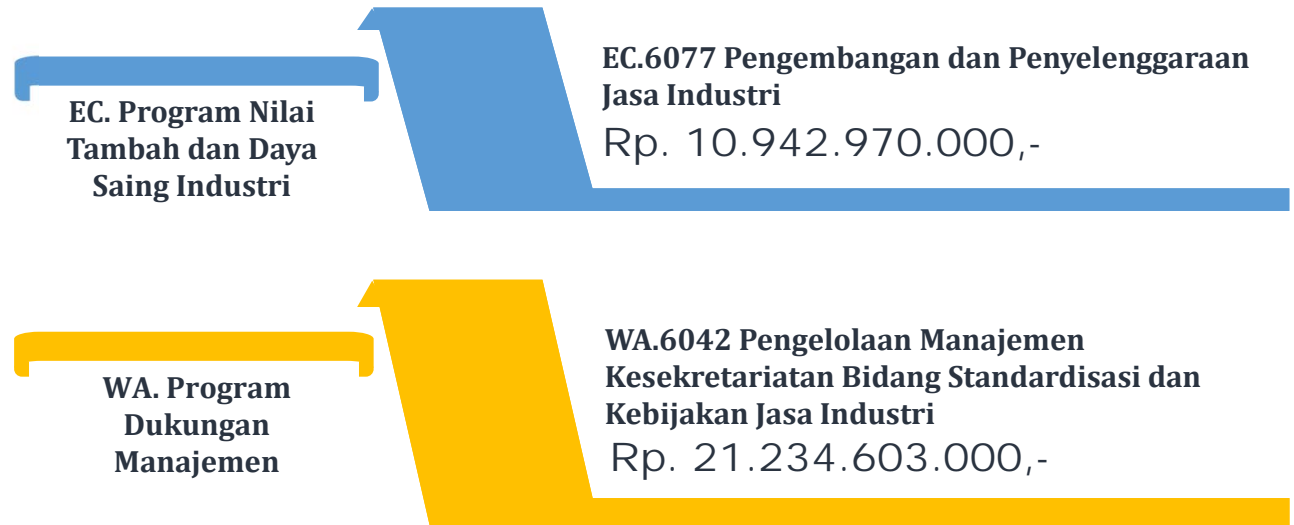 EC. Program Nilai
Tambah dan Daya
Saing Industri
EC.6077 Pengembangan dan Penyelenggaraan
Jasa Industri
Rp. 10.942.970.000,-
WA. Program
Dukungan
Manajemen
WA.6042 Pengelolaan Manajemen
Kesekretariatan Bidang Standardisasi dan
Kebijakan Jasa Industri
Rp. 21.234.603.000,-